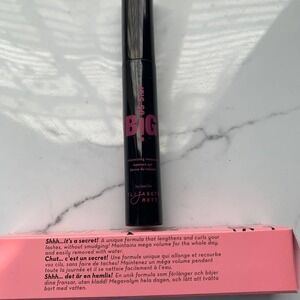 BIG
ELIZABETH
MOTT
Shhh...it's a secret! A unique formula that lengthens and curls your
lashes, without smudging! Maintains mega volume for the whole day,
and easily removed with water.
Chut...c'est un secret! Une formule unique qui allonge et recourbe
vos cils, sans faire de taches! Maintenez un méga volume pendant
toute la journée et il se nettoie facilement à l'eau.
Shhh...det är en hemlis! En unik formula som förlänger och böjer
dina fransar, utan kladd! Megavolym hela dagen, och lätt att tvätta
bort med vatten.